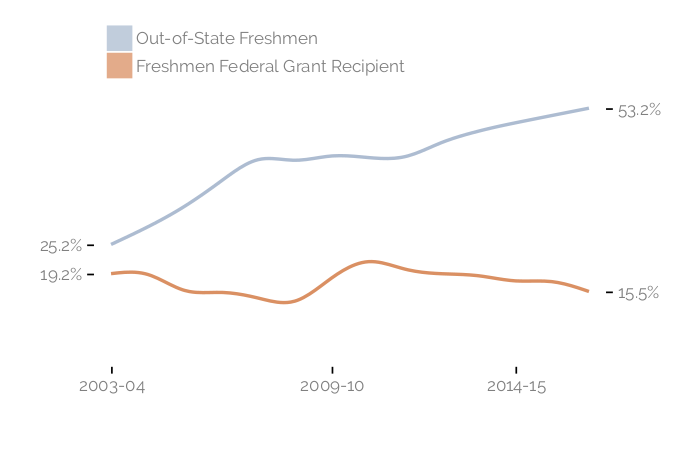 Out-of-State Freshmen
Freshmen Federal Grant Recipient
53.2%
25.2%
19.2%
15.5%
2003-04 2009-10 2014-15